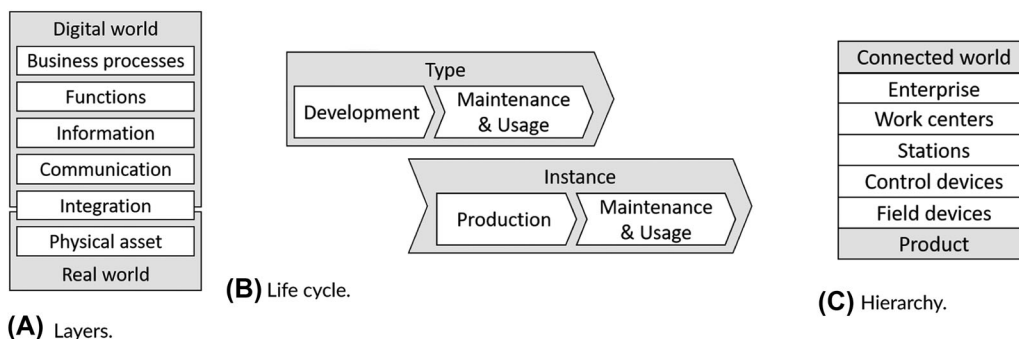 Digital world
Business processes
Functions
Information
Communication
Integration
Physical asset
Real world
(A) Layers.
Type
Development
Maintenance
& Usage
Instance
Production
Maintenance
& Usage
(B) Life cycle.
Connected world
Enterprise
Work centers
Stations
Control devices
Field devices
Product
(C) Hierarchy.